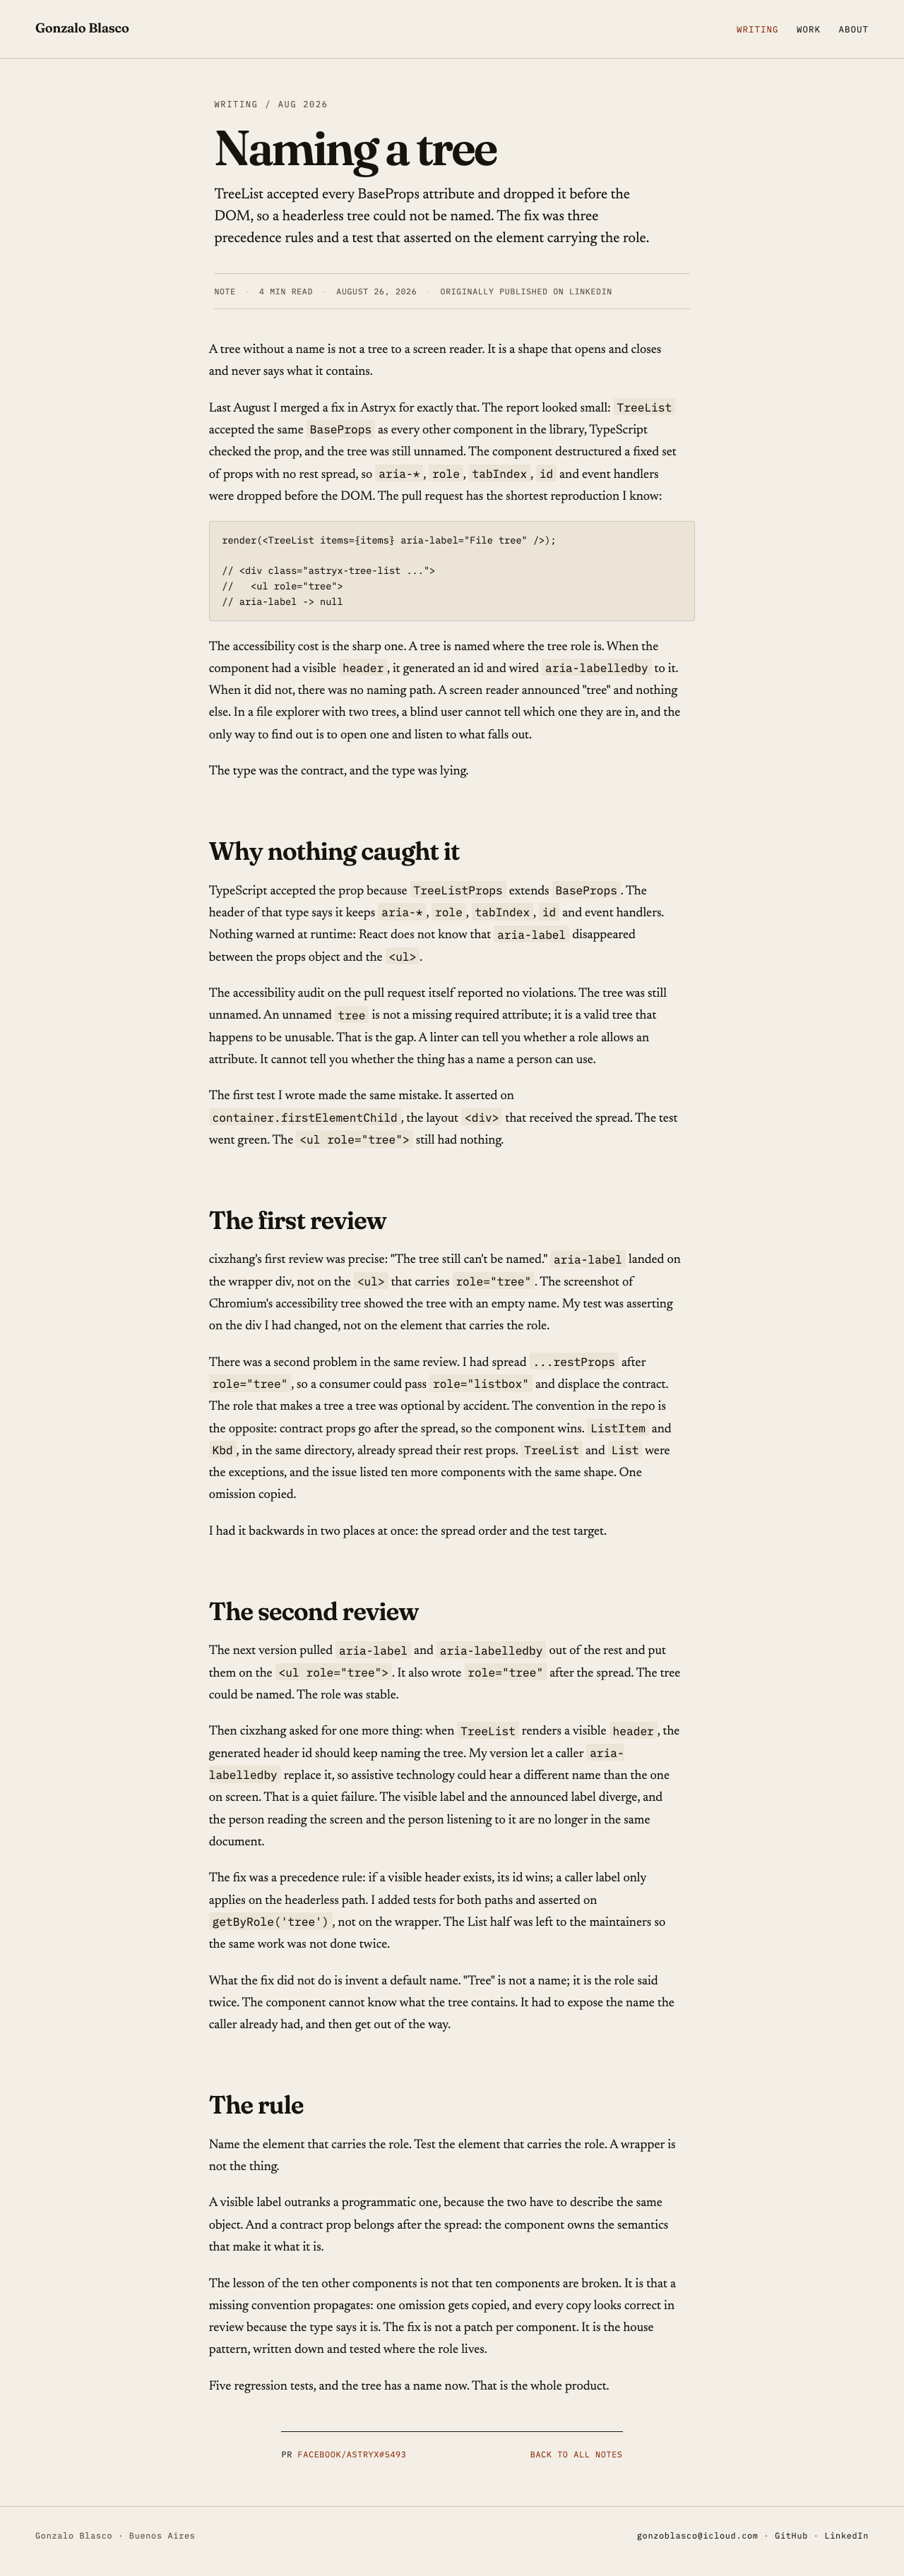 Gonzalo Blasco
WRITING WORK ABOUT
WRITING / AUG 2026
Naming a tree
TreeList accepted every BaseProps attribute and dropped it before the
DOM, so a headerless tree could not be named. The fix was three
precedence rules and a test that asserted on the element carrying the role.
NOTE · 4 MIN READ · AUGUST 26, 2026 · ORIGINALLY PUBLISHED ON LINKEDIN
A tree without a name is not a tree to a screen reader. It is a shape that opens and closes
and never says what it contains.
Last August I merged a fix in Astryx for exactly that. The report looked small: TreeList
accepted the same BaseProps as every other component in the library, TypeScript
checked the prop, and the tree was still unnamed. The component destructured a fixed set
of props with no rest spread, so aria-*, role, tabIndex, id and event handlers
were dropped before the DOM. The pull request has the shortest reproduction I know:
render(<TreeList items={items} aria-label="File tree" />);
// <div class="astryx-tree-list ...">
//   <ul role="tree">
// aria-label -> null
The accessibility cost is the sharp one. A tree is named where the tree role is. When the
component had a visible header, it generated an id and wired aria-labelledby to it.
When it did not, there was no naming path. A screen reader announced "tree" and nothing
else. In a file explorer with two trees, a blind user cannot tell which one they are in, and the
only way to find out is to open one and listen to what falls out.
The type was the contract, and the type was lying.
Why nothing caught it
TypeScript accepted the prop because TreeListProps extends BaseProps. The
header of that type says it keeps aria-*, role, tabIndex, id and event handlers.
Nothing warned at runtime: React does not know that aria-label disappeared
between the props object and the <ul>.
The accessibility audit on the pull request itself reported no violations. The tree was still
unnamed. An unnamed tree is not a missing required attribute; it is a valid tree that
happens to be unusable. That is the gap. A linter can tell you whether a role allows an
attribute. It cannot tell you whether the thing has a name a person can use.
The first test I wrote made the same mistake. It asserted on
container.firstElementChild, the layout <div> that received the spread. The test
went green. The <ul role="tree"> still had nothing.
The first review
cixzhang's first review was precise: "The tree still can't be named." aria-label landed on
the wrapper div, not on the <ul> that carries role="tree". The screenshot of
Chromium's accessibility tree showed the tree with an empty name. My test was asserting
on the div I had changed, not on the element that carries the role.
There was a second problem in the same review. I had spread ...restProps after
role="tree", so a consumer could pass role="listbox" and displace the contract.
The role that makes a tree a tree was optional by accident. The convention in the repo is
the opposite: contract props go after the spread, so the component wins. ListItem and
Kbd, in the same directory, already spread their rest props. TreeList and List were
the exceptions, and the issue listed ten more components with the same shape. One
omission copied.
I had it backwards in two places at once: the spread order and the test target.
The second review
The next version pulled aria-label and aria-labelledby out of the rest and put
them on the <ul role="tree">. It also wrote role="tree" after the spread. The tree
could be named. The role was stable.
Then cixzhang asked for one more thing: when TreeList renders a visible header, the
generated header id should keep naming the tree. My version let a caller aria-
labelledby replace it, so assistive technology could hear a different name than the one
on screen. That is a quiet failure. The visible label and the announced label diverge, and
the person reading the screen and the person listening to it are no longer in the same
document.
The fix was a precedence rule: if a visible header exists, its id wins; a caller label only
applies on the headerless path. I added tests for both paths and asserted on
getByRole('tree'), not on the wrapper. The List half was left to the maintainers so
the same work was not done twice.
What the fix did not do is invent a default name. "Tree" is not a name; it is the role said
twice. The component cannot know what the tree contains. It had to expose the name the
caller already had, and then get out of the way.
The rule
Name the element that carries the role. Test the element that carries the role. A wrapper is
not the thing.
A visible label outranks a programmatic one, because the two have to describe the same
object. And a contract prop belongs after the spread: the component owns the semantics
that make it what it is.
The lesson of the ten other components is not that ten components are broken. It is that a
missing convention propagates: one omission gets copied, and every copy looks correct in
review because the type says it is. The fix is not a patch per component. It is the house
pattern, written down and tested where the role lives.
Five regression tests, and the tree has a name now. That is the whole product.
PR FACEBOOK/ASTRYX#5493
BACK TO ALL NOTES
Gonzalo Blasco · Buenos Aires
gonzoblasco@icloud.com · GitHub · LinkedIn